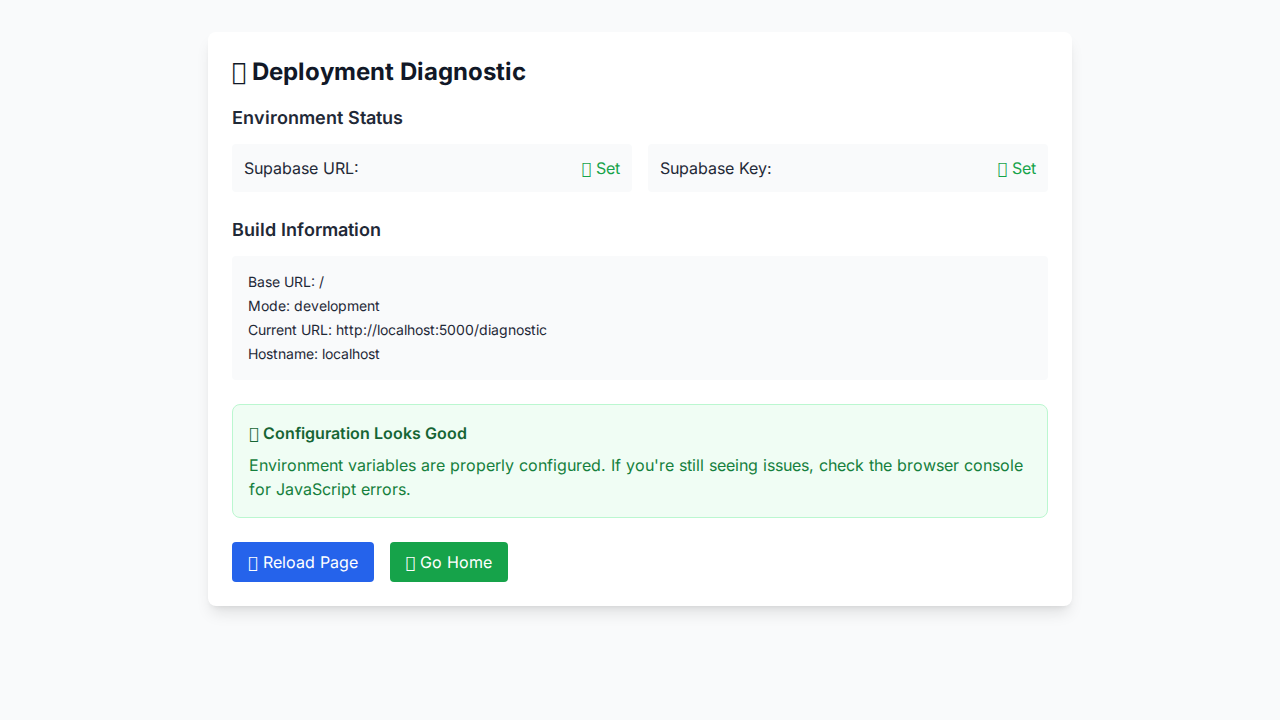 Deployment Diagnostic
Environment Status
Supabase URL: Set
Supabase Key: Set
Build Information
Base URL: /
Mode: development
Current URL: http://localhost:5000/diagnostic
Hostname: localhost
Configuration Looks Good
Environment variables are properly configured. If you're still seeing issues, check the browser console
for JavaScript errors.
Reload Page
Go Home